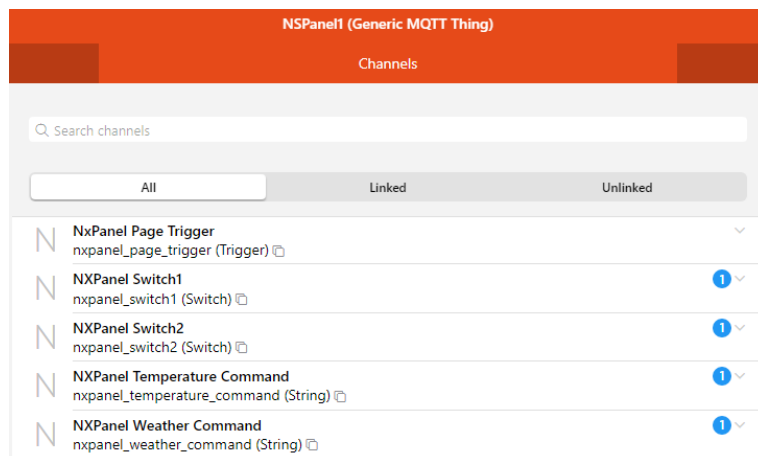 NSPanel1 (Generic MQTT Thing)
Channels
Search channels
All Linked Unlinked
N NxPanel Page Trigger
nxpanel_page_trigger (Trigger)
N NXPanel Switch1 1
nxpanel_switch1 (Switch)
N NXPanel Switch2 1
nxpanel_switch2 (Switch)
N NXPanel Temperature Command 1
nxpanel_temperature_command (String)
N NXPanel Weather Command 1
nxpanel_weather_command (String)